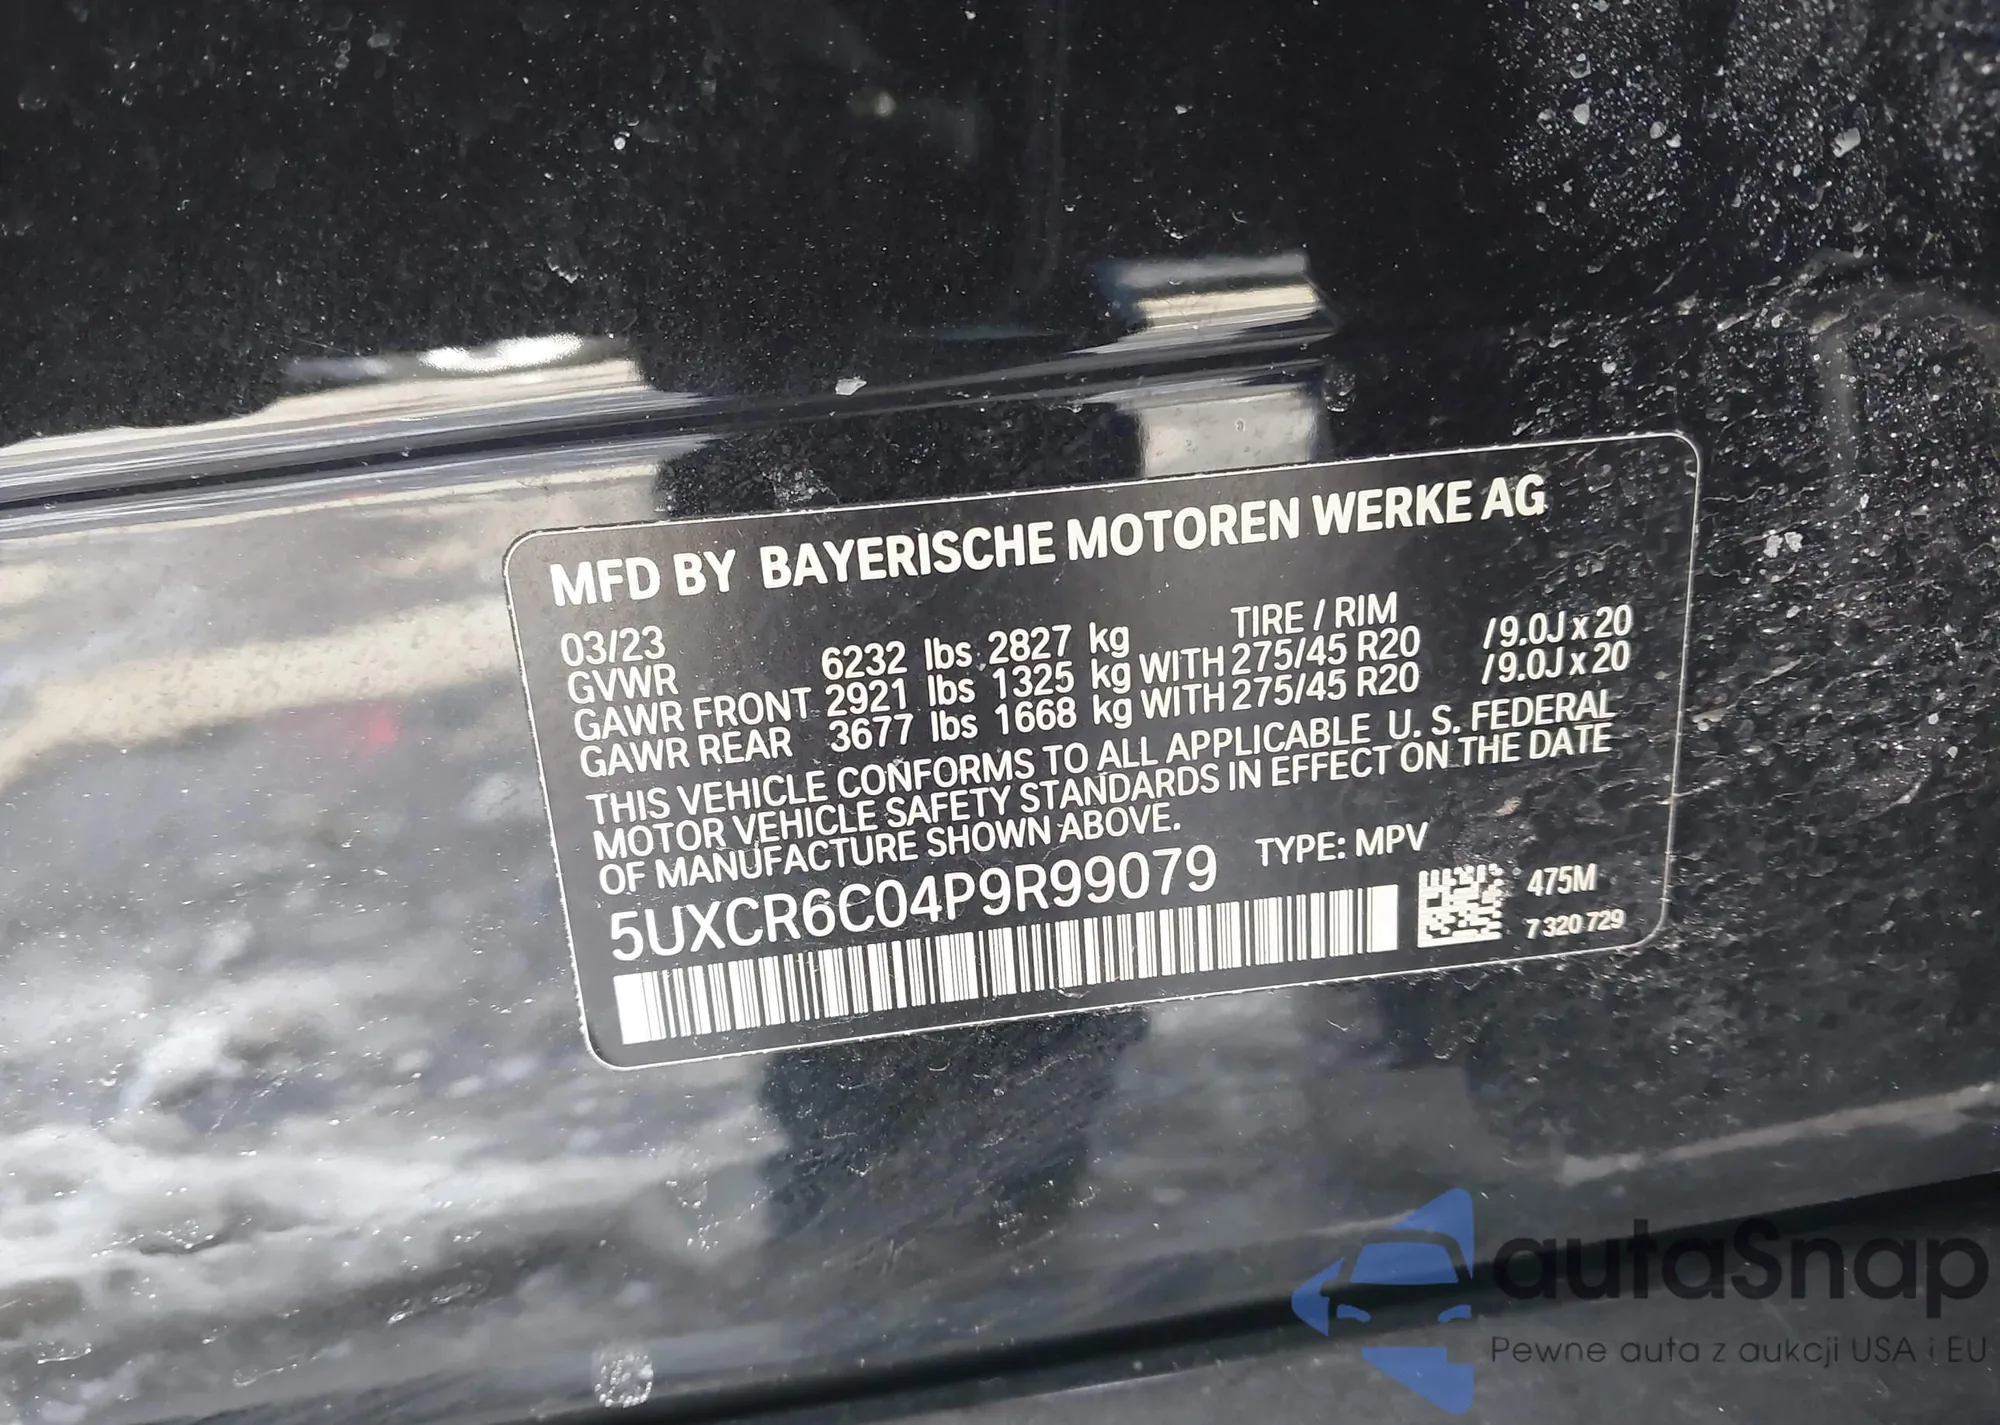 MFD BY BAYERISCHE MOTOREN WERKE AG
03/23 TIRE / RIM
GVWR 6232 lbs 2827 kg
GAWR FRONT 2921 lbs 1325 kg WITH 275/45 R20 /9.0J x 20
GAWR REAR 3677 lbs 1668 kg WITH 275/45 R20 /9.0J x 20
THIS VEHICLE CONFORMS TO ALL APPLICABLE U. S. FEDERAL
MOTOR VEHICLE SAFETY STANDARDS IN EFFECT ON THE DATE
OF MANUFACTURE SHOWN ABOVE.
5UXCR6C04P9R99079 TYPE: MPV
475M
7 320 729
autaSnap
Pewne auta z aukcji USA i EU